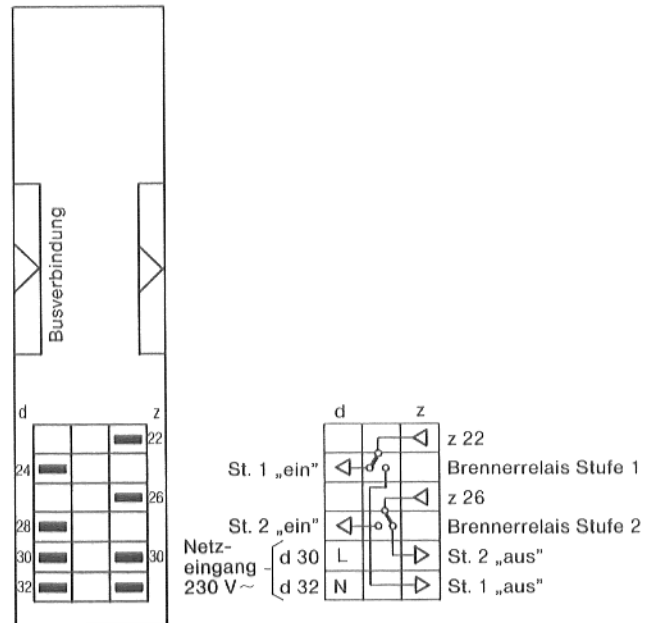 Busverbindung
d z
22
24
26
28
30 30
32
d z
z 22
St. 1 „ein” Brennerrelais Stufe 1
z 26
St. 2 „ein” Brennerrelais Stufe 2
Netz-
eingang
230 V~
d 30 L St. 2 „aus”
d 32 N St. 1 „aus”